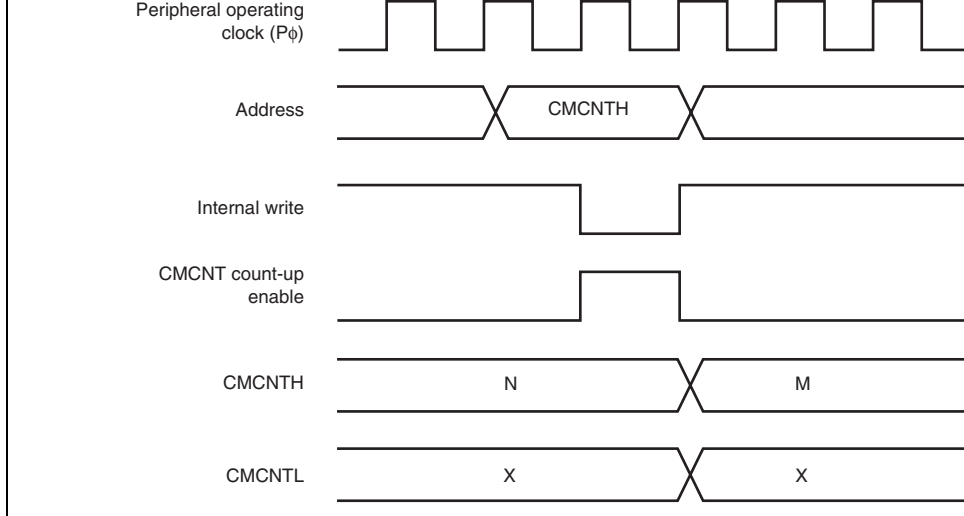 Peripheral operating
clock (Pϕ)
Address
CMCNTH
Internal write
CMCNT count-up
enable
CMCNTH
N
M
CMCNTL
X
X